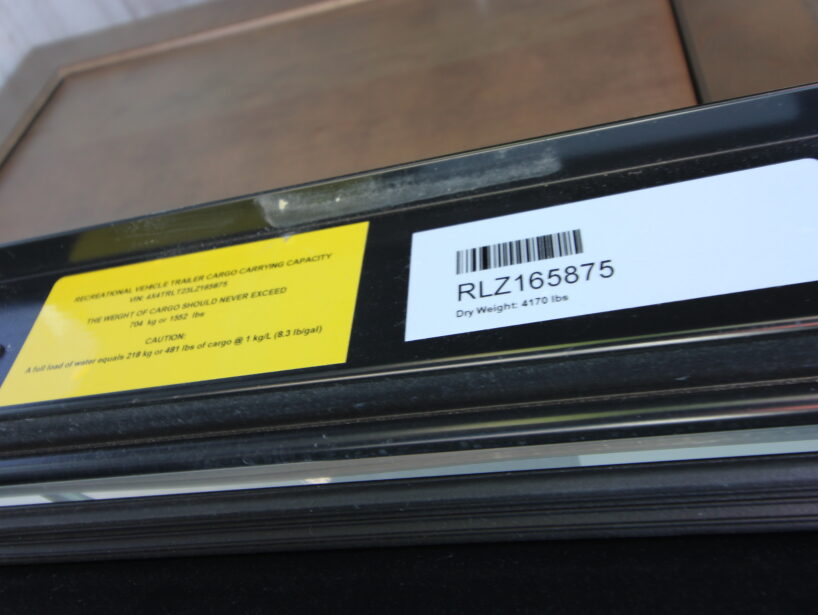 RECREATIONAL VEHICLE TRAILER CARGO CARRYING CAPACITY
VIN: 4X4TRLT23LZ165875
THE WEIGHT OF CARGO SHOULD NEVER EXCEED
704 kg or 1552 lbs
CAUTION:
A full load of water equals 218 kg or 481 lbs of cargo @ 1 kg/L (8.3 lb/gal)
RLZ165875
Dry Weight: 4170 lbs